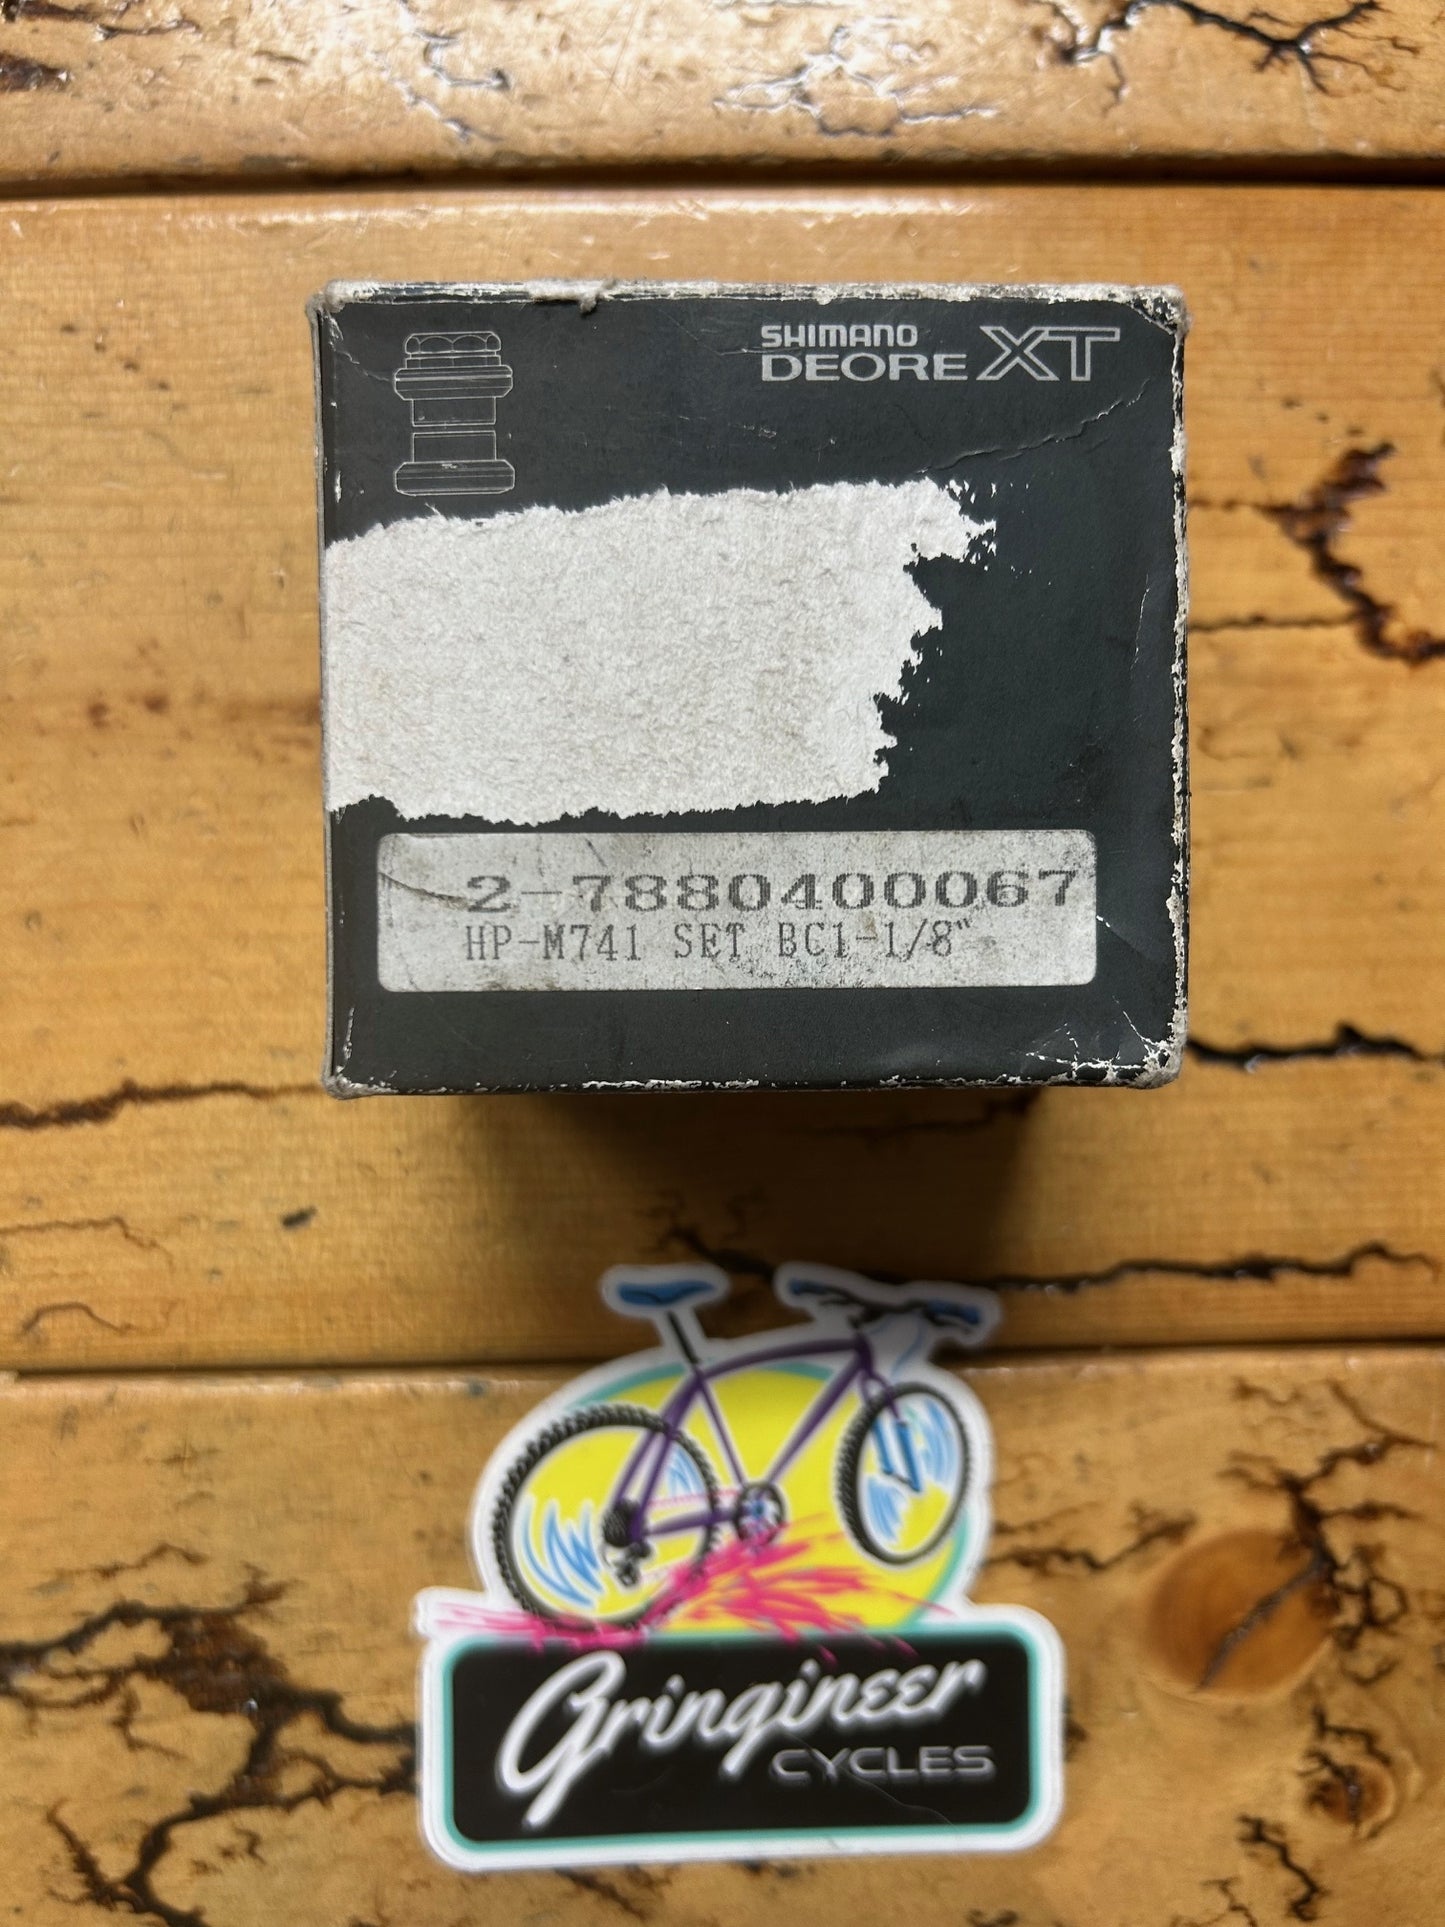 SHIMANO
DEORE XT
2-7880400067
HP-M741 SET BC1-1/8"
Gringineer
CYCLES